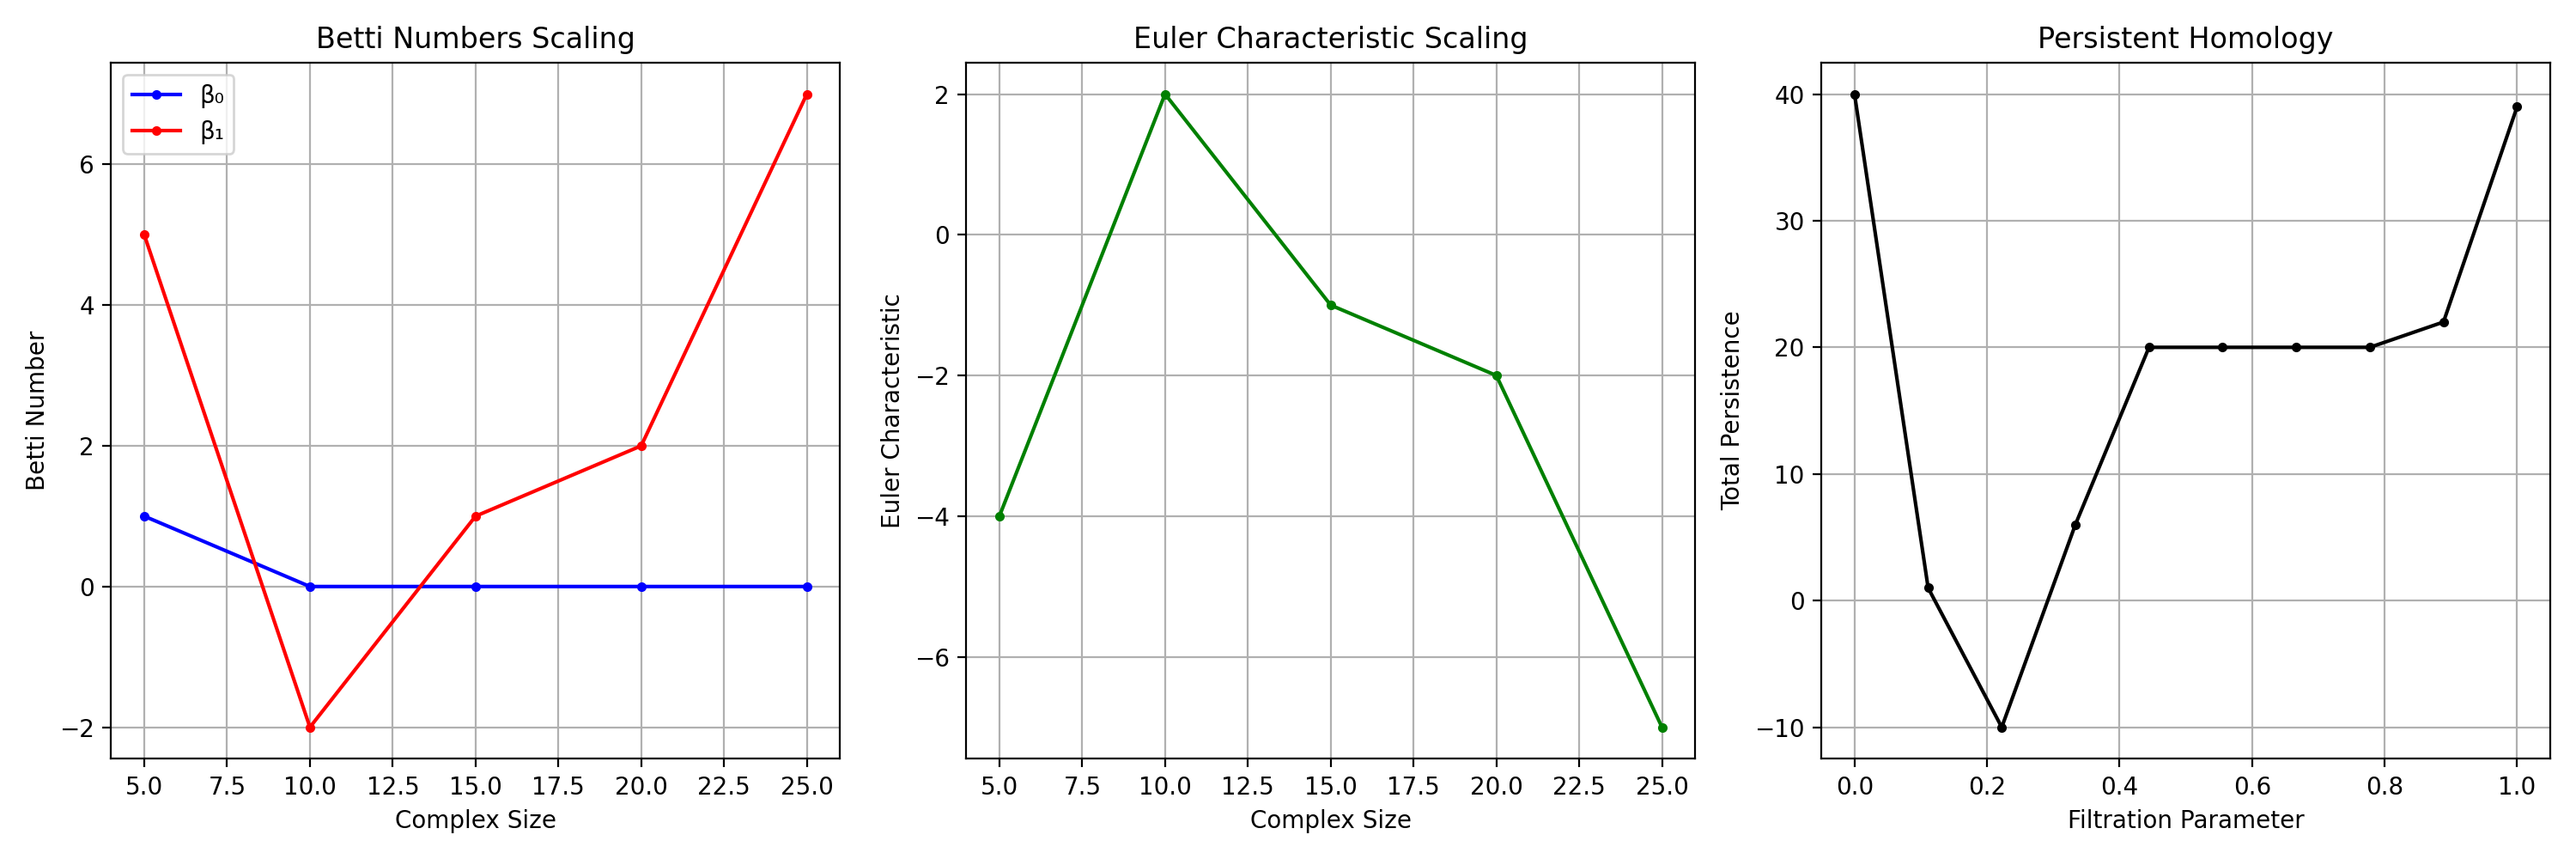 Betti Numbers Scaling
β₀
β₁
6
4
2
0
−2
Betti Number
5.0 7.5 10.0 12.5 15.0 17.5 20.0 22.5 25.0
Complex Size
Euler Characteristic Scaling
2
0
−2
−4
−6
Euler Characteristic
5.0 7.5 10.0 12.5 15.0 17.5 20.0 22.5 25.0
Complex Size
Persistent Homology
40
30
20
10
0
−10
Total Persistence
0.0 0.2 0.4 0.6 0.8 1.0
Filtration Parameter